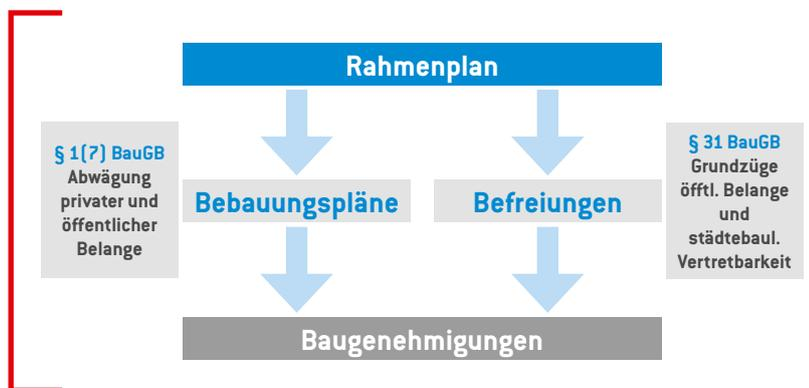 Rahmenplan
§ 1(7) BauGB
Abwägung
privater und
öffentlicher
Belange
Bebauungspläne
Befreiungen
§ 31 BauGB
Grundzüge
öfftl. Belange
und
städtebaul.
Vertretbarkeit
Baugenehmigungen